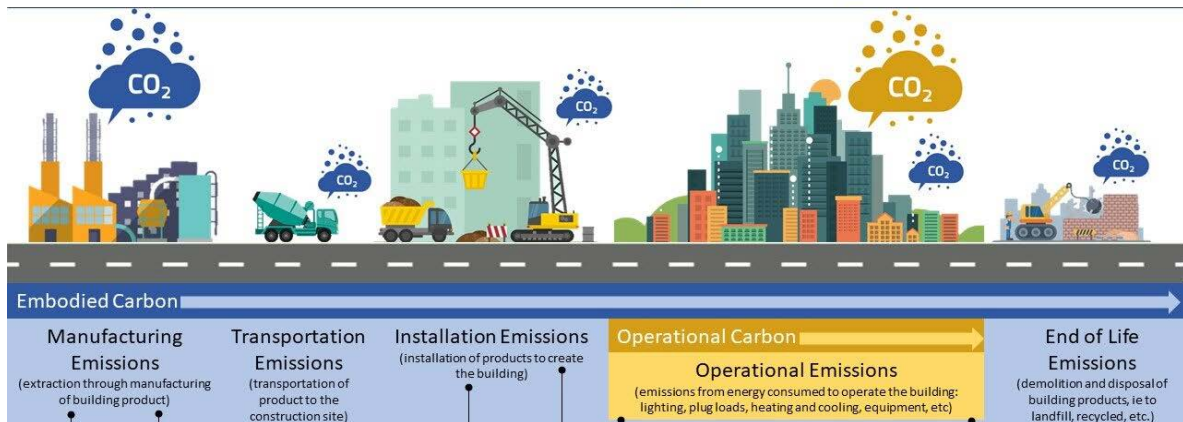 CO2
CO2
CO2
CO2
CO2
CO2
Embodied Carbon
Manufacturing
Emissions
(extraction through manufacturing
of building product)
Transportation
Emissions
(transportation of
product to the
construction site)
Installation Emissions
(installation of products to create
the building)
Operational Carbon
Operational Emissions
(emissions from energy consumed to operate the building:
lighting, plug loads, heating and cooling, equipment, etc)
End of Life
Emissions
(demolition and disposal of
building products, ie to
landfill, recycled, etc.)